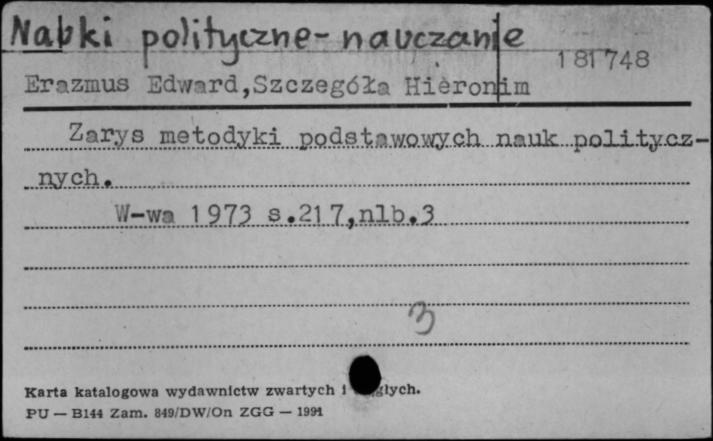 Nauki polityczne - nauczanie
181748
Erazmus Edward,Szczegóła Hieronim
Zarys metodyki podstawowych nauk politycz-
nych.
W-wa 1973 s.217,nlb.3
3
Karta katalogowa wydawnictw zwartych i
PU — B144 Zam. 849/DW/On ZGG — 1991